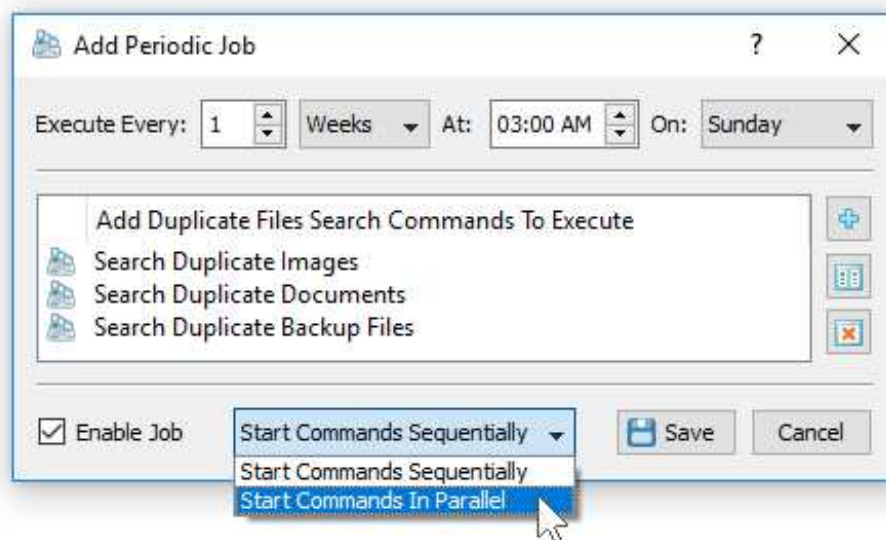 Add Periodic Job ?
Execute Every: 1 Weeks At: 03:00 AM On: Sunday
Add Duplicate Files Search Commands To Execute
Search Duplicate Images
Search Duplicate Documents
Search Duplicate Backup Files
Enable Job Start Commands Sequentially Save Cancel
Start Commands Sequentially
Start Commands In Parallel